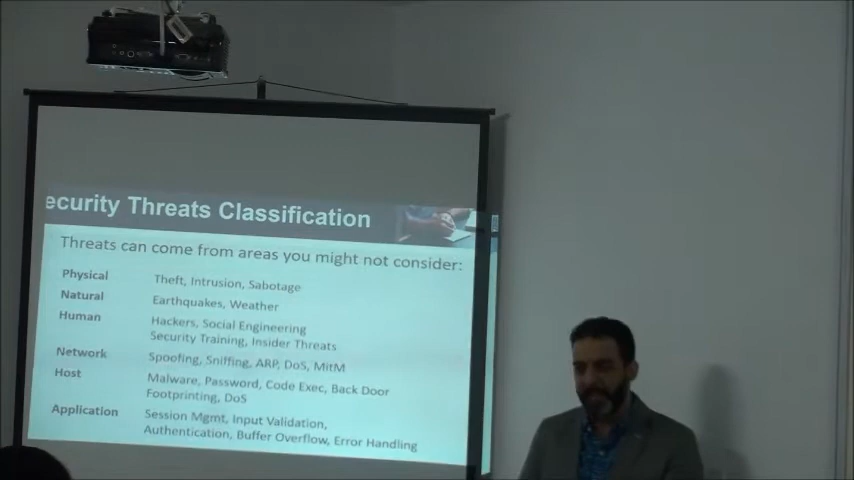 ecurity Threats Classification
Threats can come from areas you might not consider:
Physical Theft, Intrusion, Sabotage
Natural Earthquakes, Weather
Human Hackers, Social Engineering
Security Training, Insider Threats
Network Spoofing, Sniffing, ARP, DoS, MitM
Host Malware, Password, Code Exec, Back Door
Footprinting, DoS
Application Session Mgmt, Input Validation,
Authentication, Buffer Overflow, Error Handling